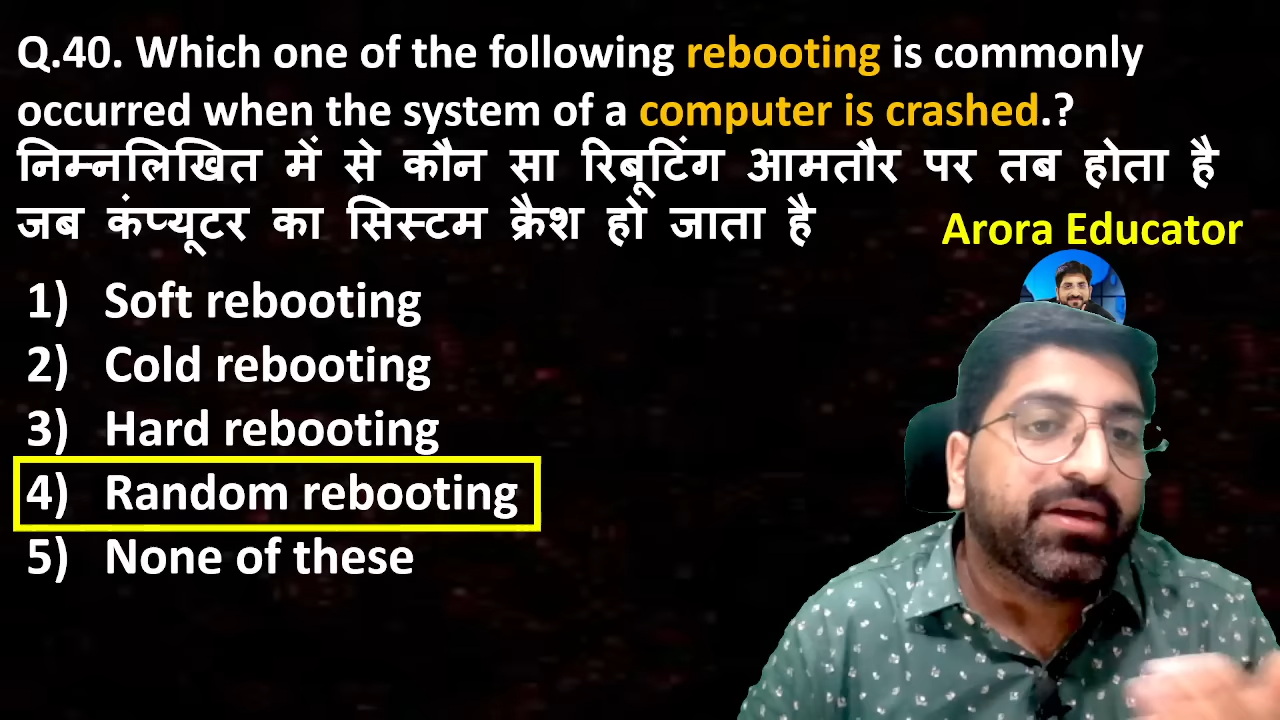 Q.40. Which one of the following rebooting is commonly
occurred when the system of a computer is crashed.?
निम्नलिखित में से कौन सा रिबूटिंग आमतौर पर तब होता है
जब कंप्यूटर का सिस्टम क्रैश हो जाता है
Arora Educator
1) Soft rebooting
2) Cold rebooting
3) Hard rebooting
4) Random rebooting
5) None of these